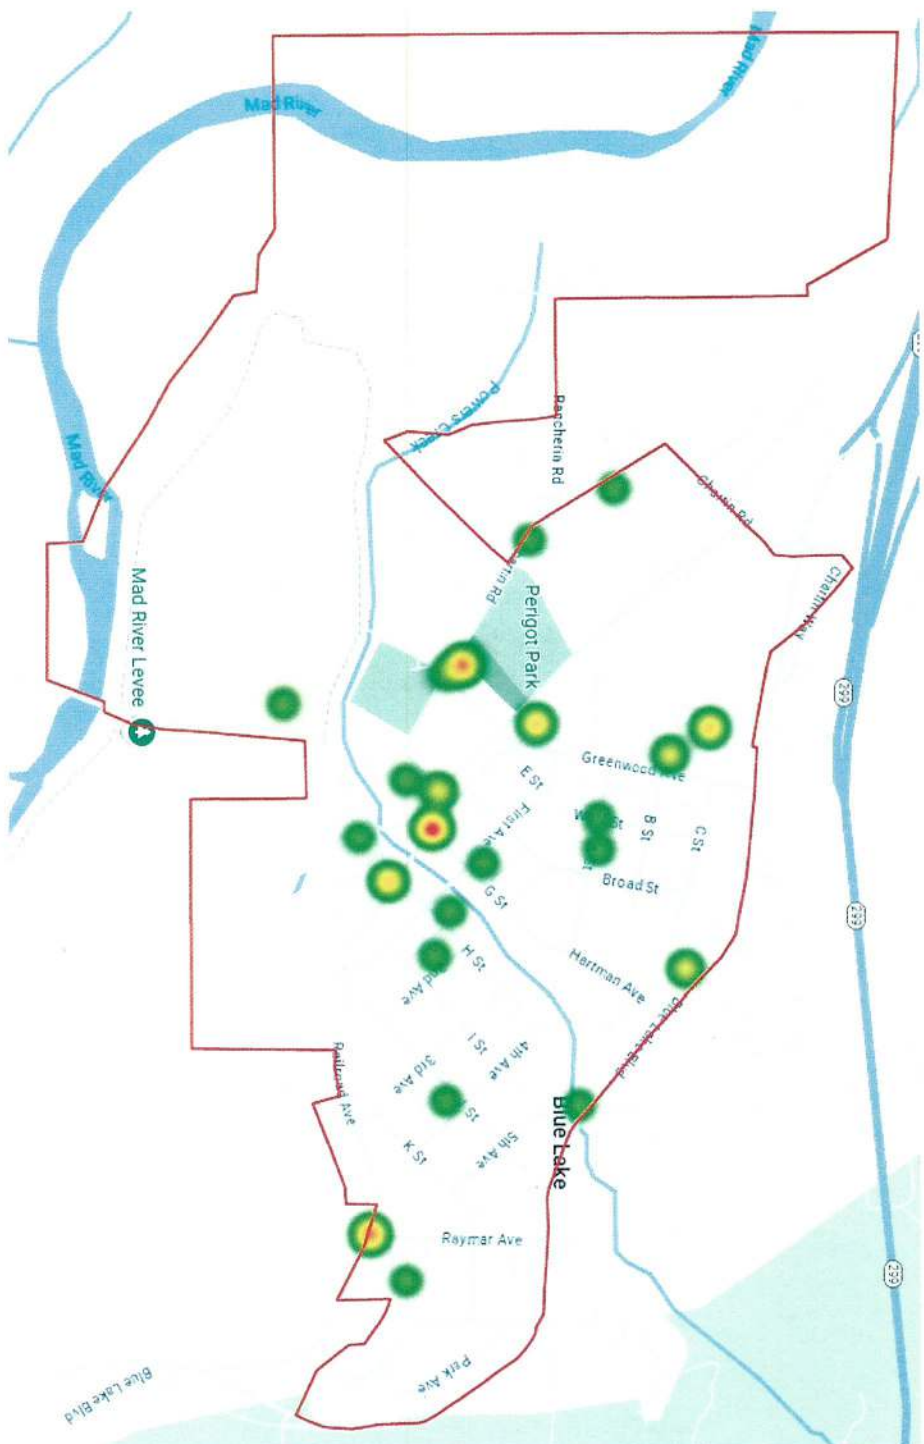 Mad River
Mad River
Powers Creek
Rancheria Rd
Chartin Rd
Mad River
Chartin Way
Perigot Park
Mad River Levee
299
Greenwood Ave
E St
First Ave
B St
C St
G St
Broad St
299
H St
Hartman Ave
Blue Lake Blvd
I St
4th Ave
3rd Ave
Railroad Ave
Blue Lake
K St
5th Ave
Raymar Ave
299
Park Ave
Blue Lake Blvd